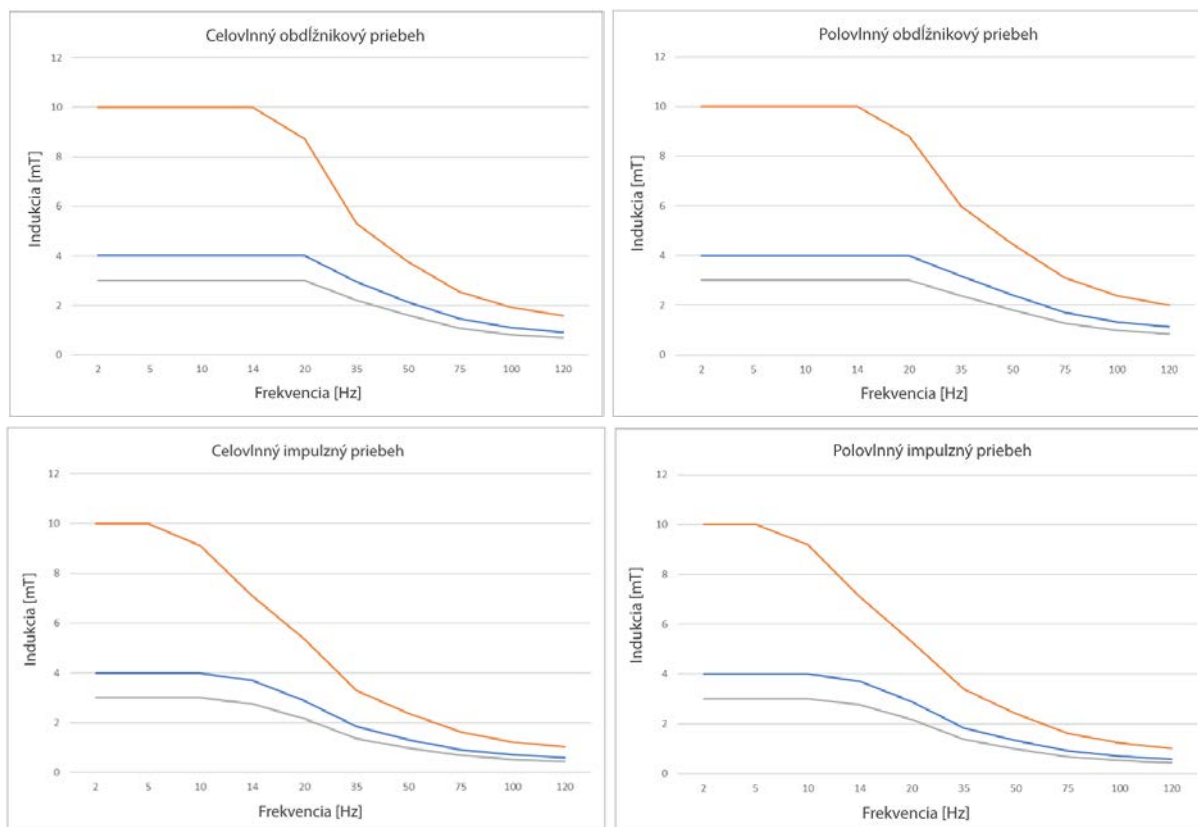 Celovlnný obdĺžnikový priebeh
12
10
8
6
4
2
0
Indukcia [mT]
2 5 10 14 20 35 50 75 100 120
Frekvencia [Hz]
Polovlnný obdĺžnikový priebeh
12
10
8
6
4
2
0
Indukcia [mT]
2 5 10 14 20 35 50 75 100 120
Frekvencia [Hz]
Celovlnný impulzný priebeh
12
10
8
6
4
2
0
Indukcia [mT]
2 5 10 14 20 35 50 75 100 120
Frekvencia [Hz]
Polovlnný impulzný priebeh
12
10
8
6
4
2
0
Indukcia [mT]
2 5 10 14 20 35 50 75 100 120
Frekvencia [Hz]